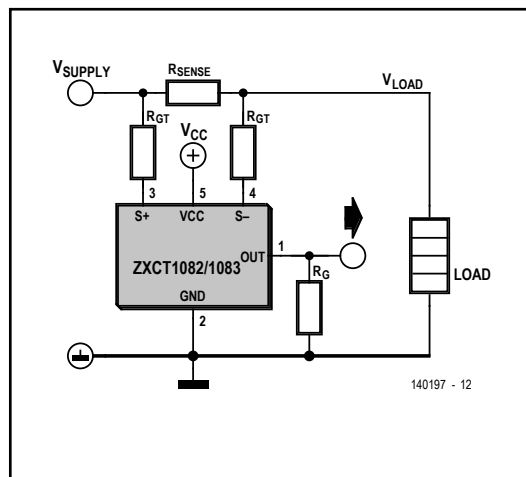 VSUPPLY
RSENSE
VLOAD
RGT
VCC
RGT
+
3
5
4
S+
VCC
S–
OUT
1
ZXCT1082/1083
RG
LOAD
GND
2
140197 - 12